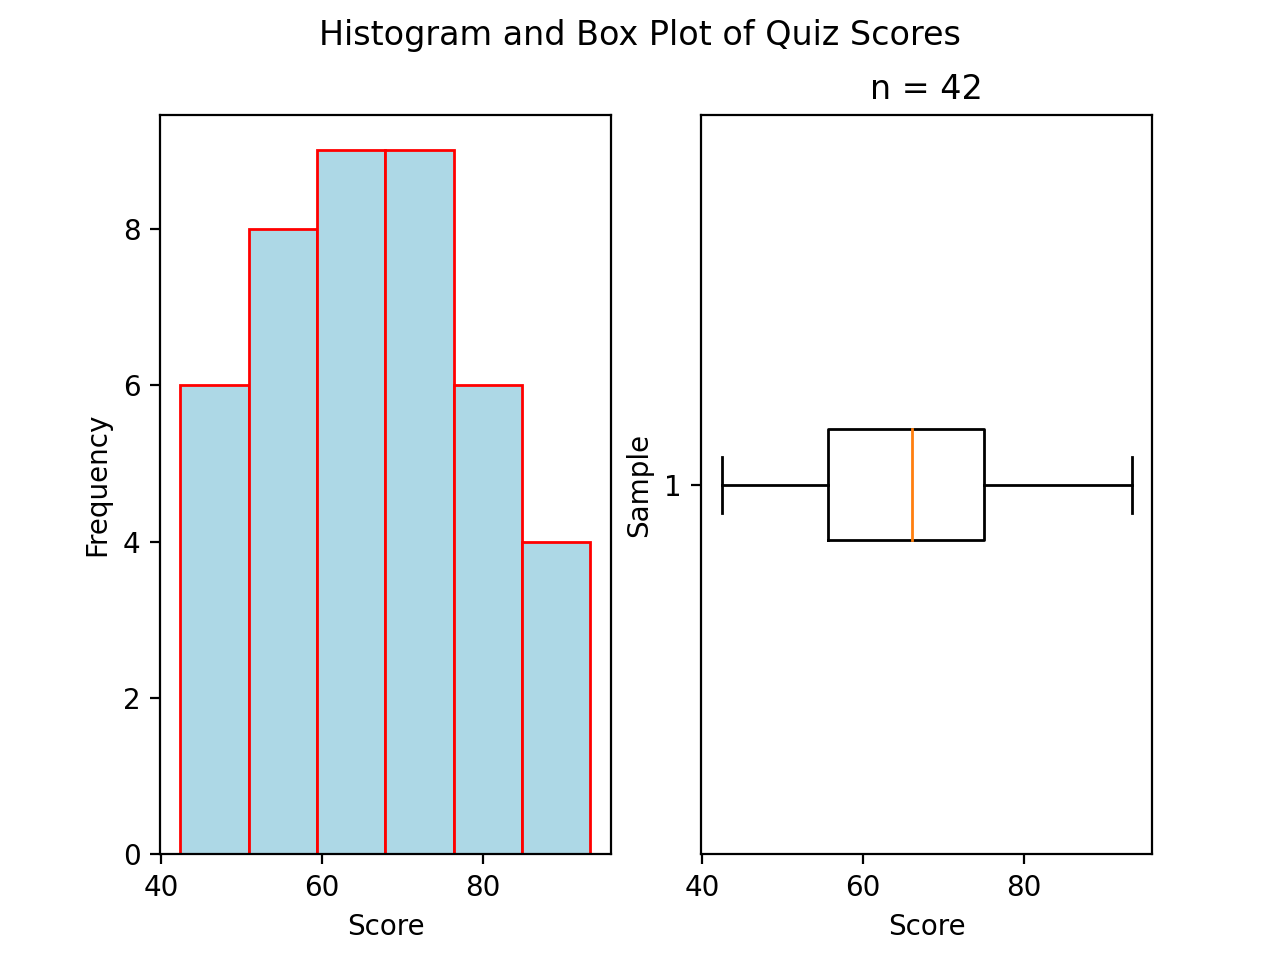 Histogram and Box Plot of Quiz Scores
Frequency
8
6
4
2
0
40 60 80
Score
n = 42
Sample
1
40 60 80
Score